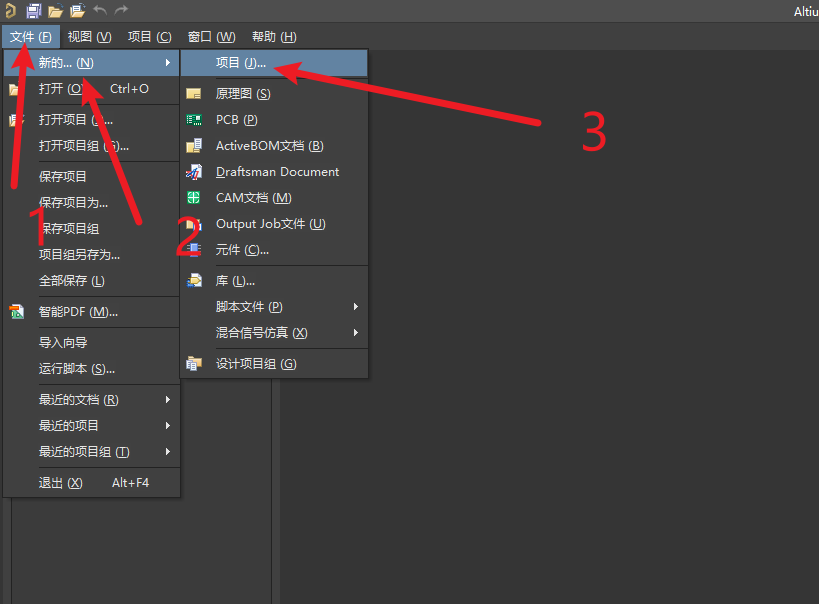 Altiu
文件 (F) 视图 (V) 项目 (C) 窗口 (W) 帮助 (H)
新的... (N)
打开 (O) Ctrl+O
打开项目 ...
打开项目组 (G)...
保存项目
保存项目为...
保存项目组
项目组另存为...
全部保存 (L)
智能PDF (M)...
导入向导
运行脚本 (S)...
最近的文档 (R)
最近的项目
最近的项目组 (T)
退出 (X) Alt+F4
项目 (J)...
原理图 (S)
PCB (P)
ActiveBOM文档 (B)
Draftsman Document
CAM文档 (M)
Output Job文件 (U)
元件 (C)...
库 (L)...
脚本文件 (P)
混合信号仿真 (X)
设计项目组 (G)
1
2
3